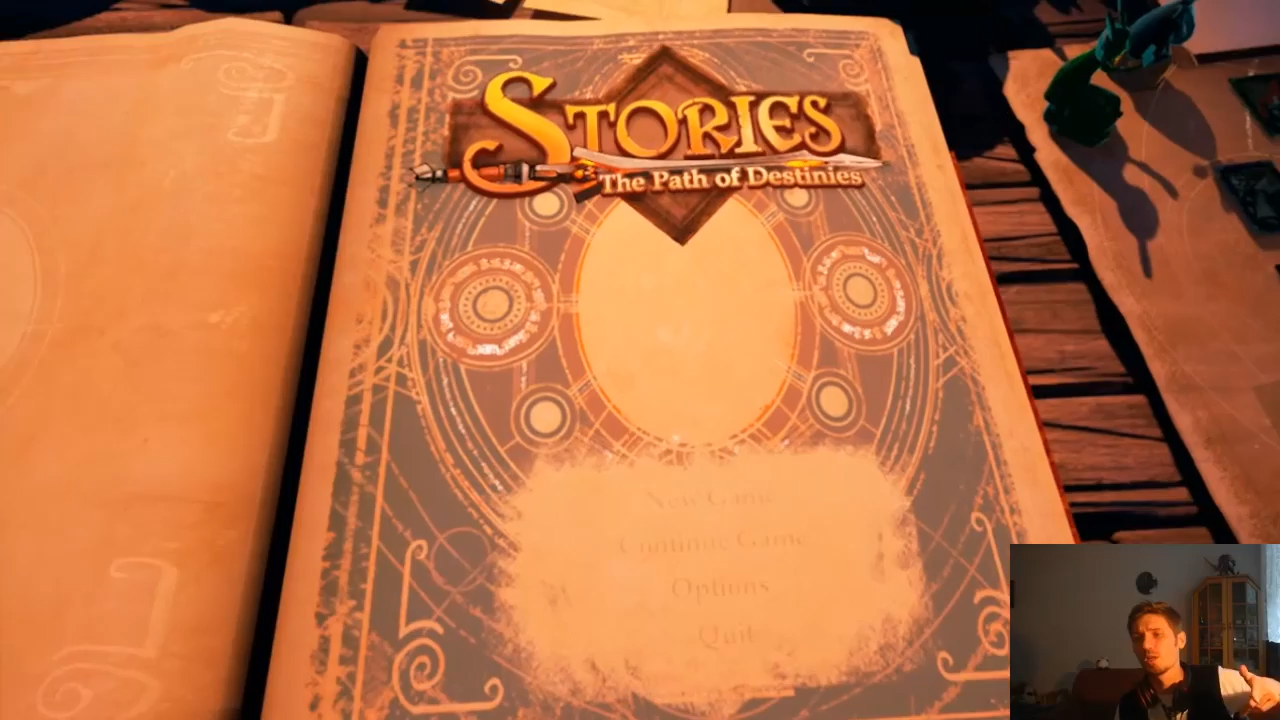 Stories
The Path of Destinies
New Game
Continue Game
Options
Quit